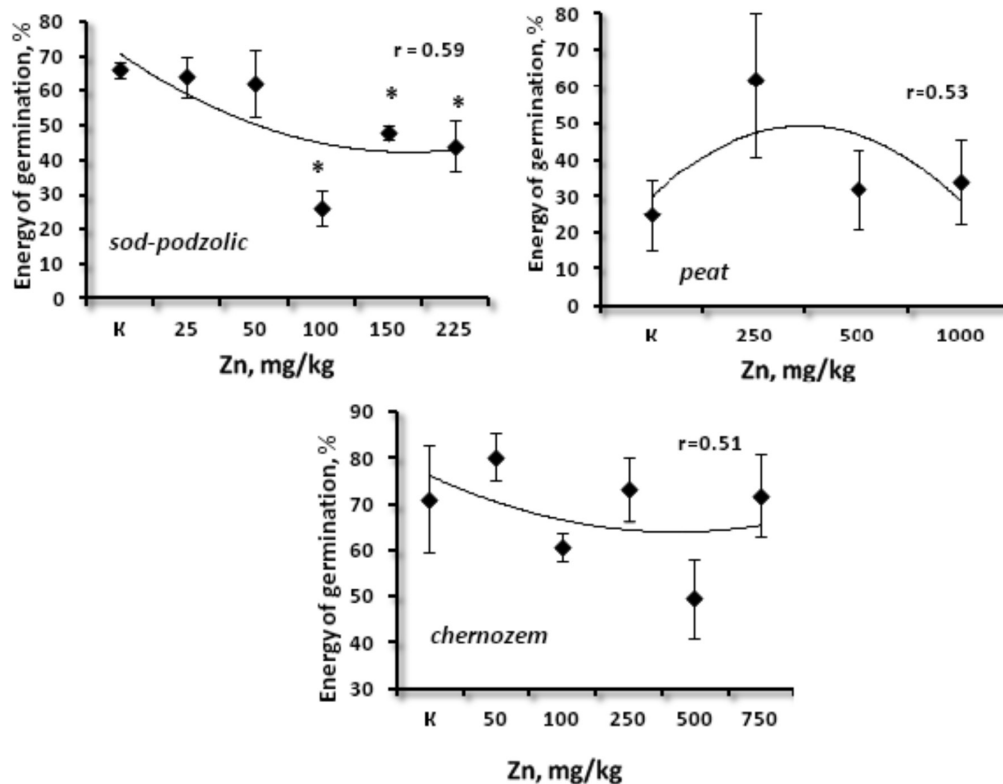 Energy of germination, %
80
70
60
50
40
30
20
10
0
r = 0.59
*
*
*
sod-podzolic
K 25 50 100 150 225
Zn, mg/kg
Energy of germination, %
80
70
60
50
40
30
20
10
0
r=0.53
peat
K 250 500 1000
Zn, mg/kg
Energy of germination, %
90
80
70
60
50
40
30
r=0.51
chernozem
K 50 100 250 500 750
Zn, mg/kg